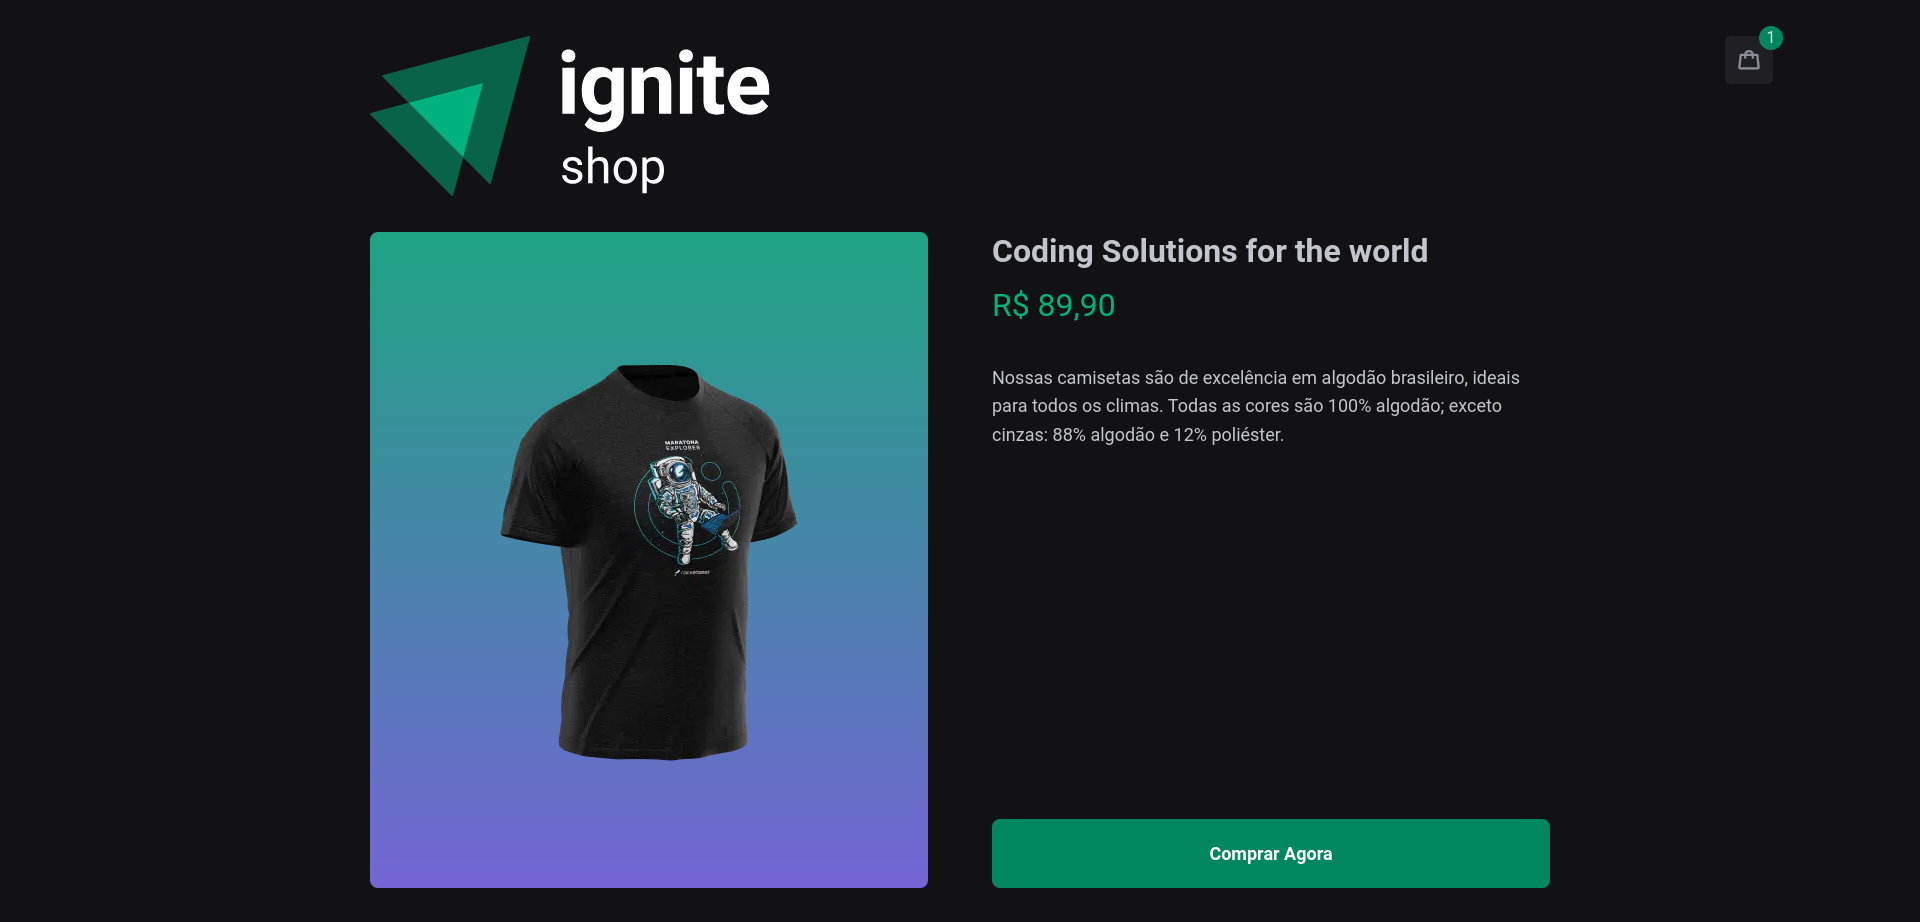 ignite
shop
1
Coding Solutions for the world
R$ 89,90
Nossas camisetas são de excelência em algodão brasileiro, ideais
para todos os climas. Todas as cores são 100% algodão; exceto
cinzas: 88% algodão e 12% poliéster.
MARATONA
EXPLORER
rocketseat
Comprar Agora